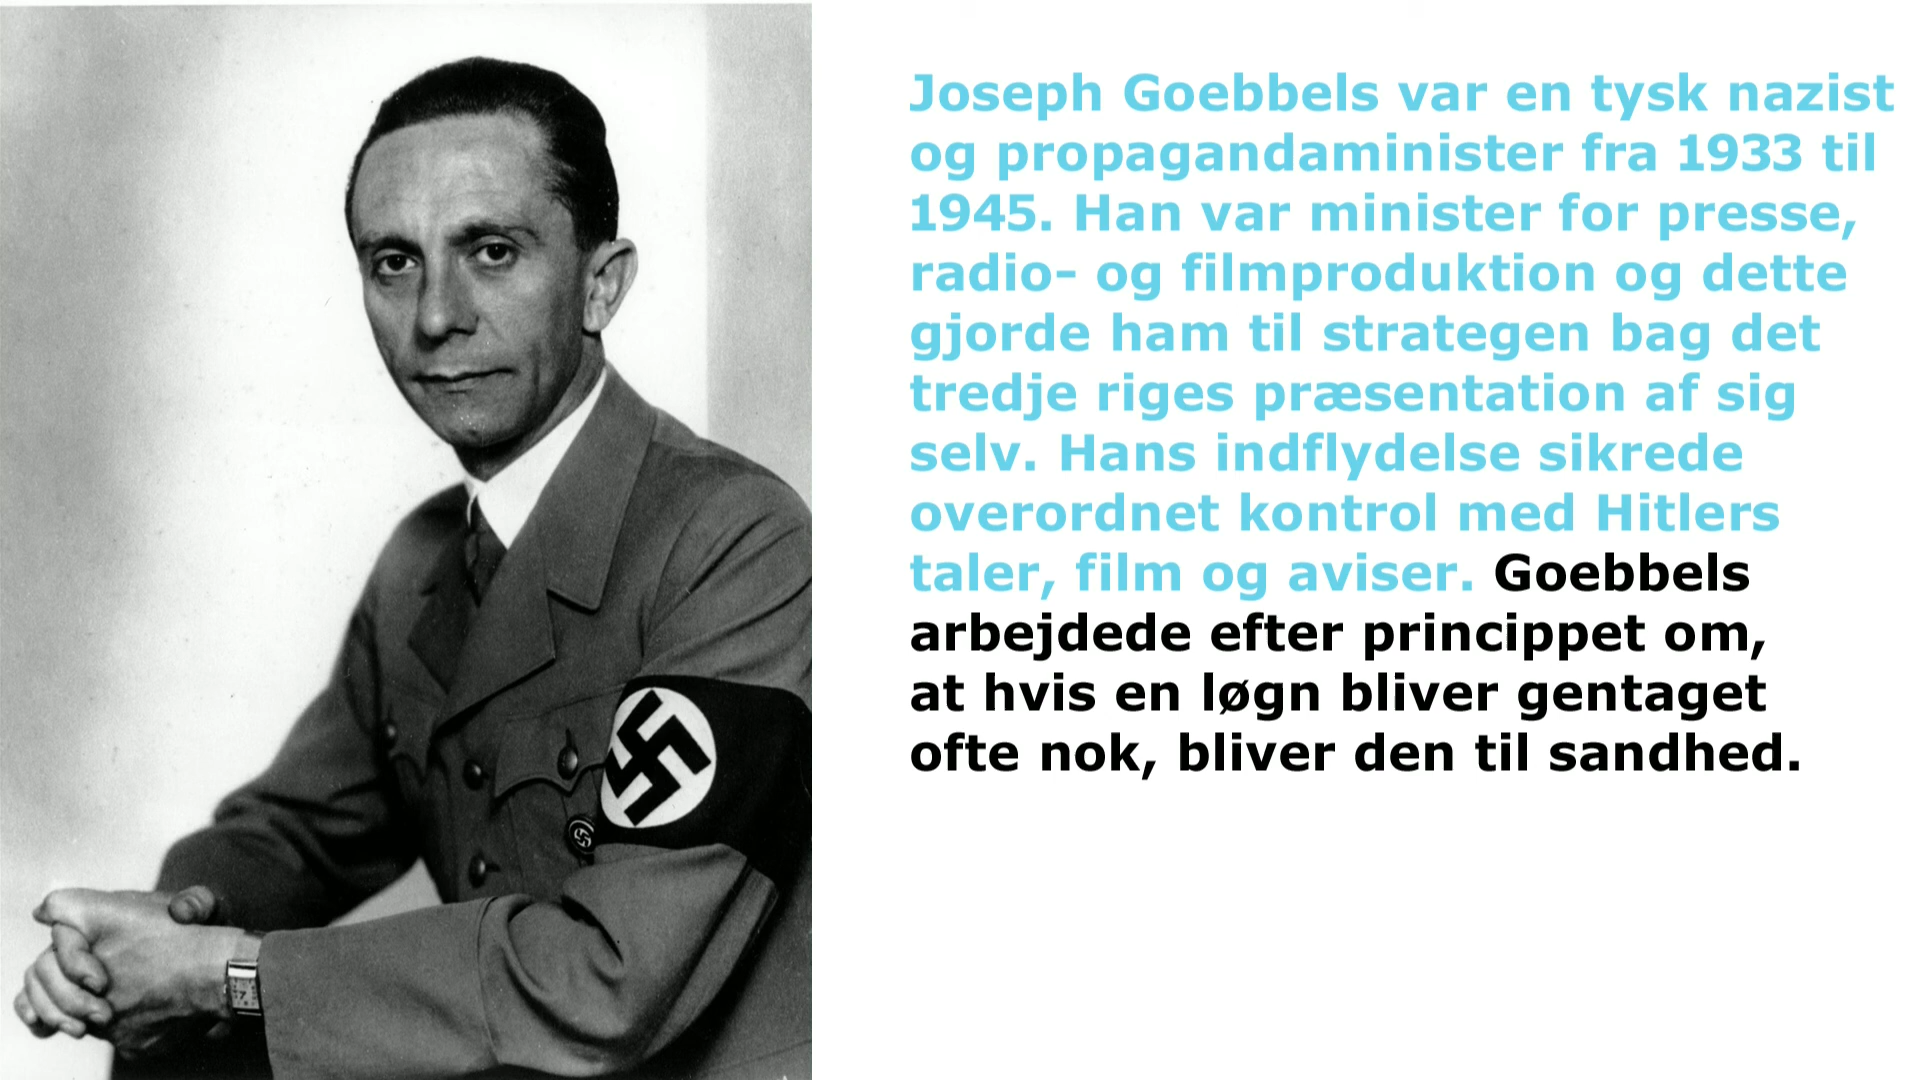 Joseph Goebbels var en tysk nazist
og propagandaminister fra 1933 til
1945. Han var minister for presse,
radio- og filmproduktion og dette
gjorde ham til strategen bag det
tredje riges præsentation af sig
selv. Hans indflydelse sikrede
overordnet kontrol med Hitlers
taler, film og aviser. Goebbels
arbejdede efter princippet om,
at hvis en løgn bliver gentaget
ofte nok, bliver den til sandhed.